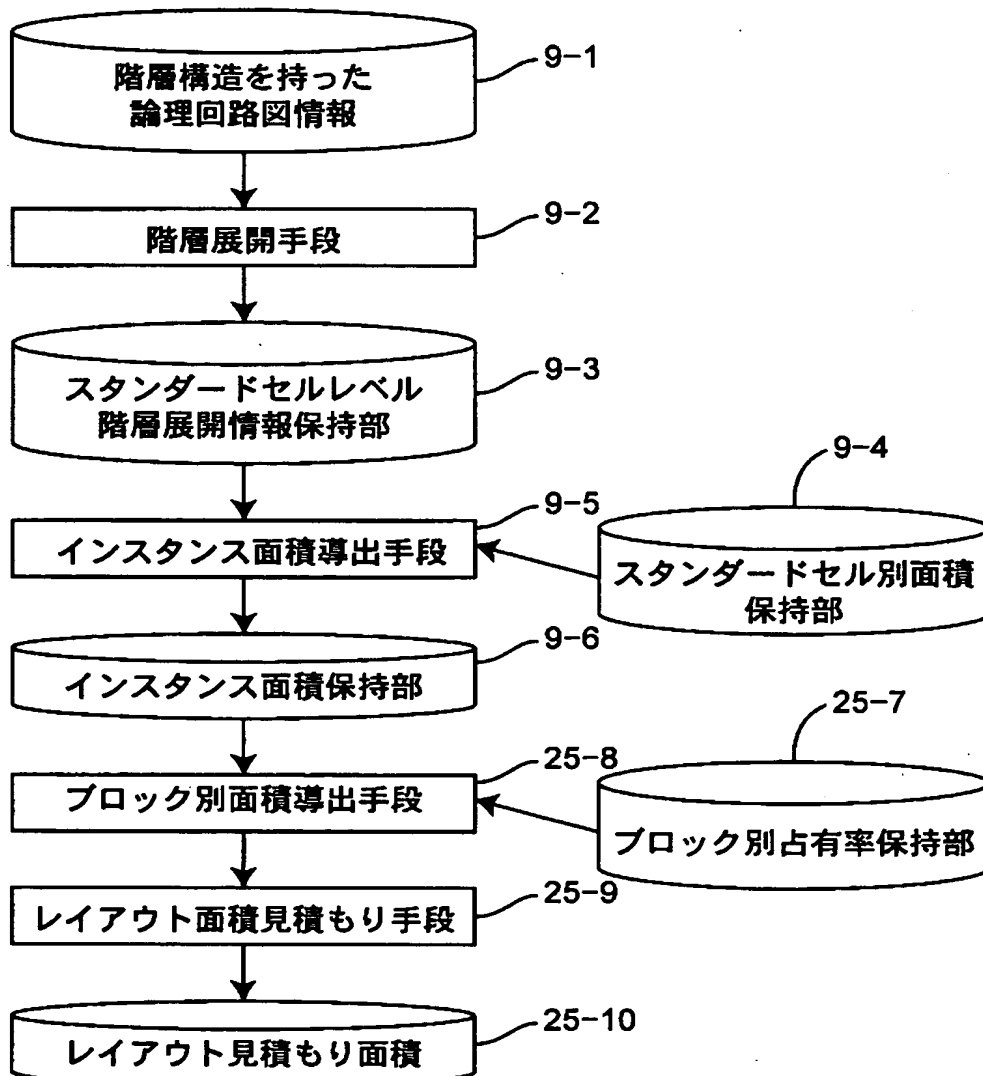 階層構造を持った
論理回路図情報
9-1
階層展開手段
9-2
スタンダードセルレベル
階層展開情報保持部
9-3
インスタンス面積導出手段
9-5
スタンダードセル別面積
保持部
9-4
インスタンス面積保持部
9-6
ブロック別面積導出手段
25-8
ブロック別占有率保持部
25-7
レイアウト面積見積もり手段
25-9
レイアウト見積もり面積
25-10